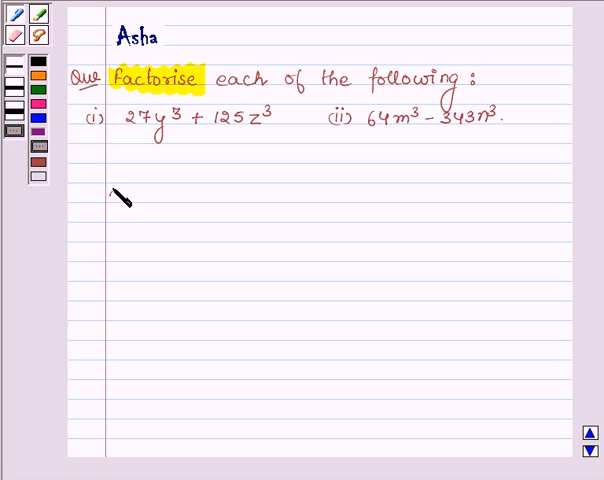 Asha
Que Factorise each of the following :
(i) 27y³ + 125z³ (ii) 64m³ - 343n³.